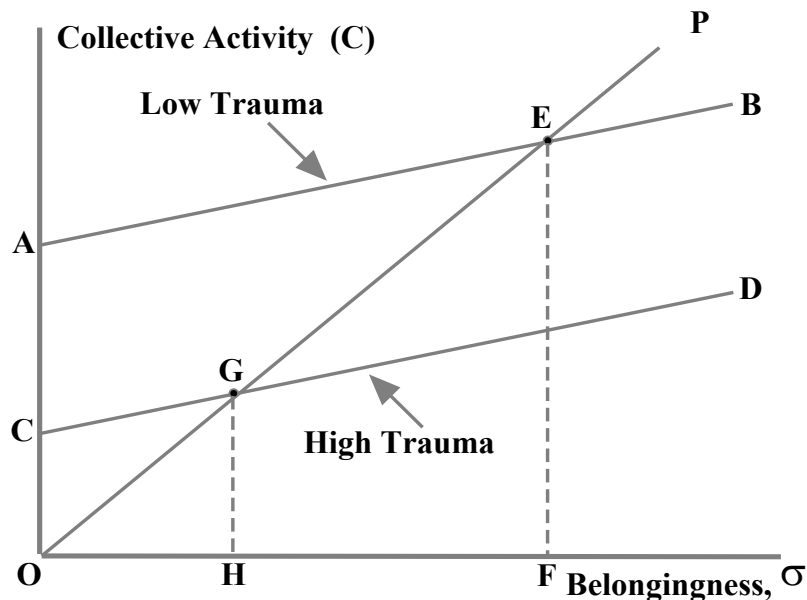 P
Collective Activity (C)
Low Trauma
B
E
A
D
G
C
High Trauma
O
H
F
Belongingness, σ